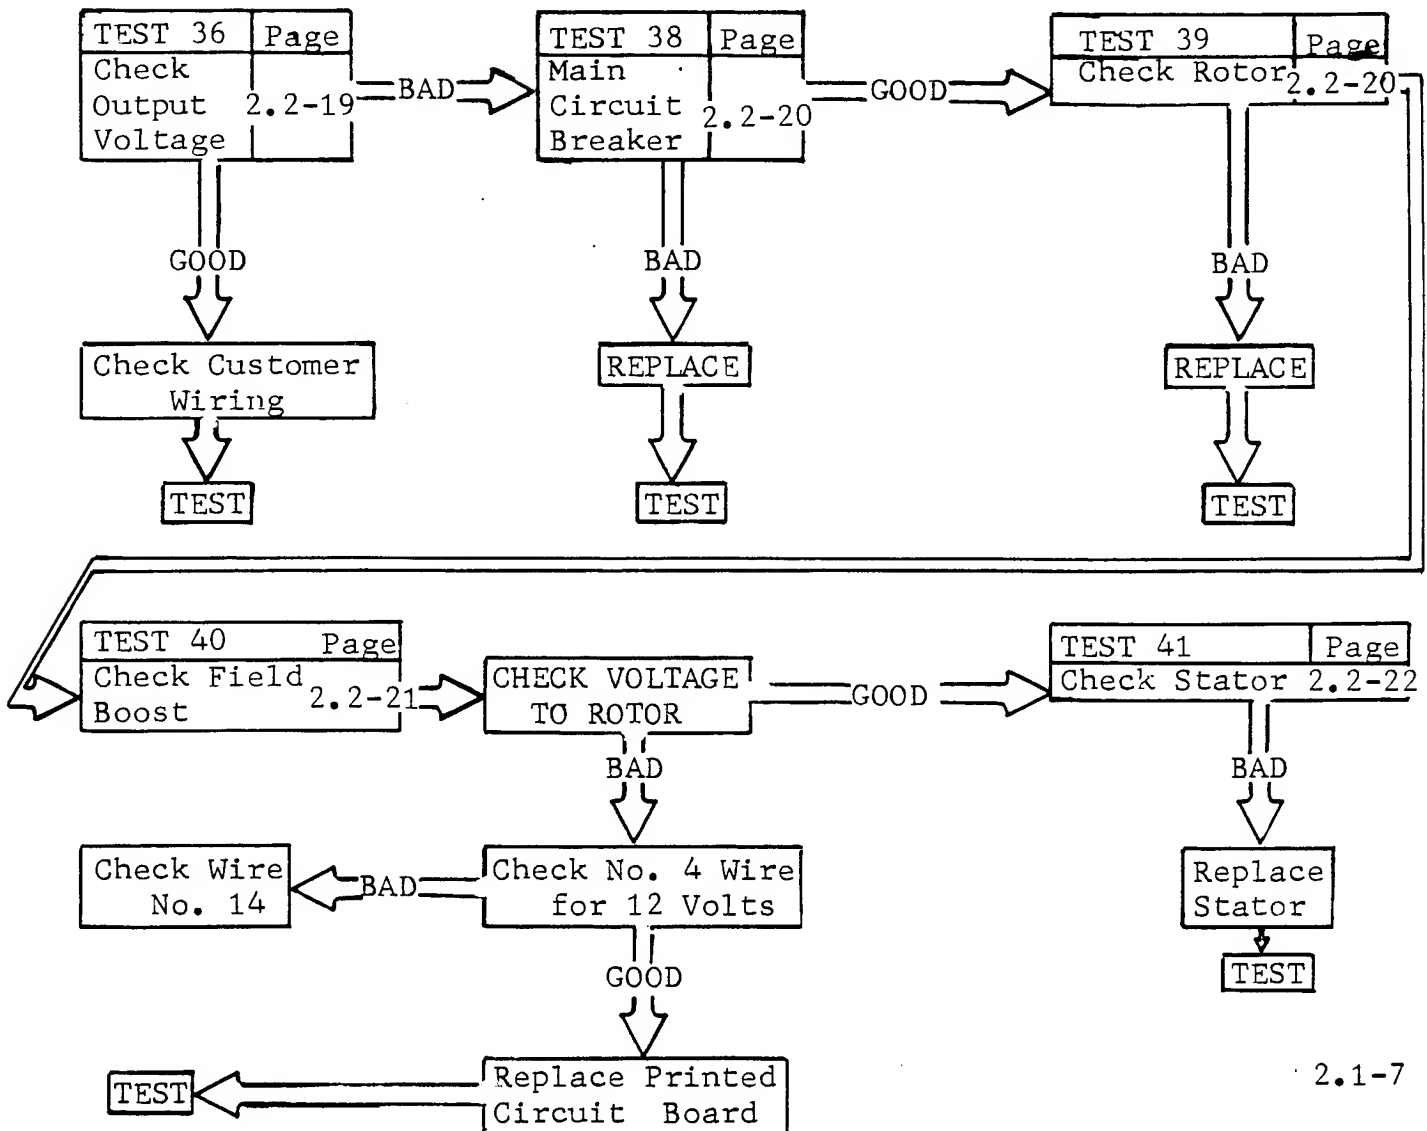 TEST 36 Page
Check
Output 2.2-19
Voltage
BAD
TEST 38 Page
Main
Circuit 2.2-20
Breaker
GOOD
TEST 39 Page
Check Rotor 2.2-20
GOOD
BAD
BAD
Check Customer
Wiring
REPLACE
REPLACE
TEST
TEST
TEST
TEST 40 Page
Check Field
2.2-21
Boost
CHECK VOLTAGE
TO ROTOR
GOOD
TEST 41 Page
Check Stator 2.2-22
BAD
BAD
Check Wire
No. 14
BAD
Check No. 4 Wire
for 12 Volts
Replace
Stator
GOOD
TEST
TEST
Replace Printed
Circuit Board
2.1-7